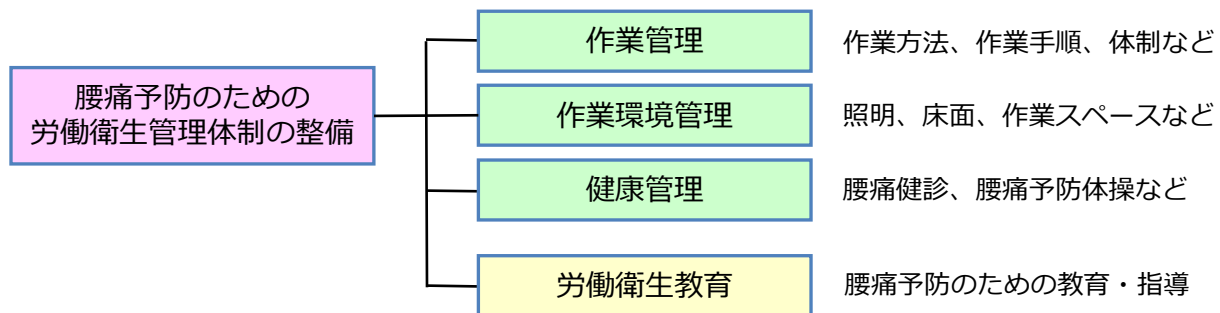 腰痛予防のための
労働衛生管理体制の整備
作業管理
作業方法、作業手順、体制など
作業環境管理
照明、床面、作業スペースなど
健康管理
腰痛健診、腰痛予防体操など
労働衛生教育
腰痛予防のための教育・指導